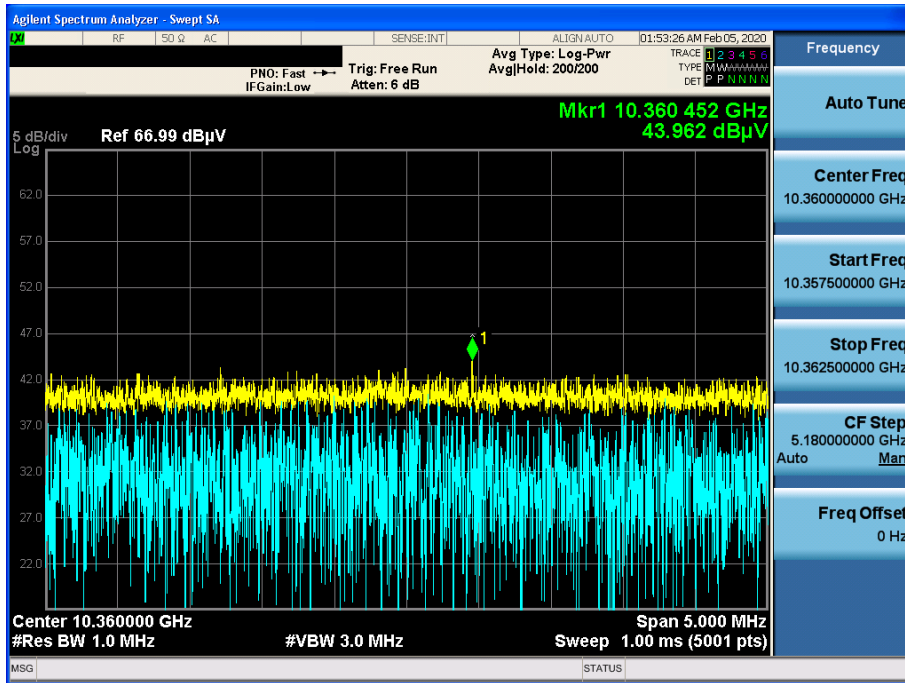 Agilent Spectrum Analyzer - Swept SA
LXI RF 50 Ω AC SENSE:INT ALIGN AUTO 01:53:26 AM Feb 05, 2020
PNO: Fast Trig: Free Run Avg Type: Log-Pwr TRACE 1 2 3 4 5 6
IFGain:Low Atten: 6 dB Avg|Hold: 200/200 TYPE M W
DET P P N N N N
Mkr1 10.360 452 GHz
43.962 dBµV
5 dB/div Ref 66.99 dBµV
Log
62.0
57.0
52.0
47.0
1
42.0
37.0
32.0
27.0
22.0
Center 10.360000 GHz Span 5.000 MHz
#Res BW 1.0 MHz #VBW 3.0 MHz Sweep 1.00 ms (5001 pts)
MSG STATUS
Frequency
Auto Tune
Center Freq
10.360000000 GHz
Start Freq
10.357500000 GHz
Stop Freq
10.362500000 GHz
CF Step
5.180000000 GHz
Auto Man
Freq Offset
0 Hz